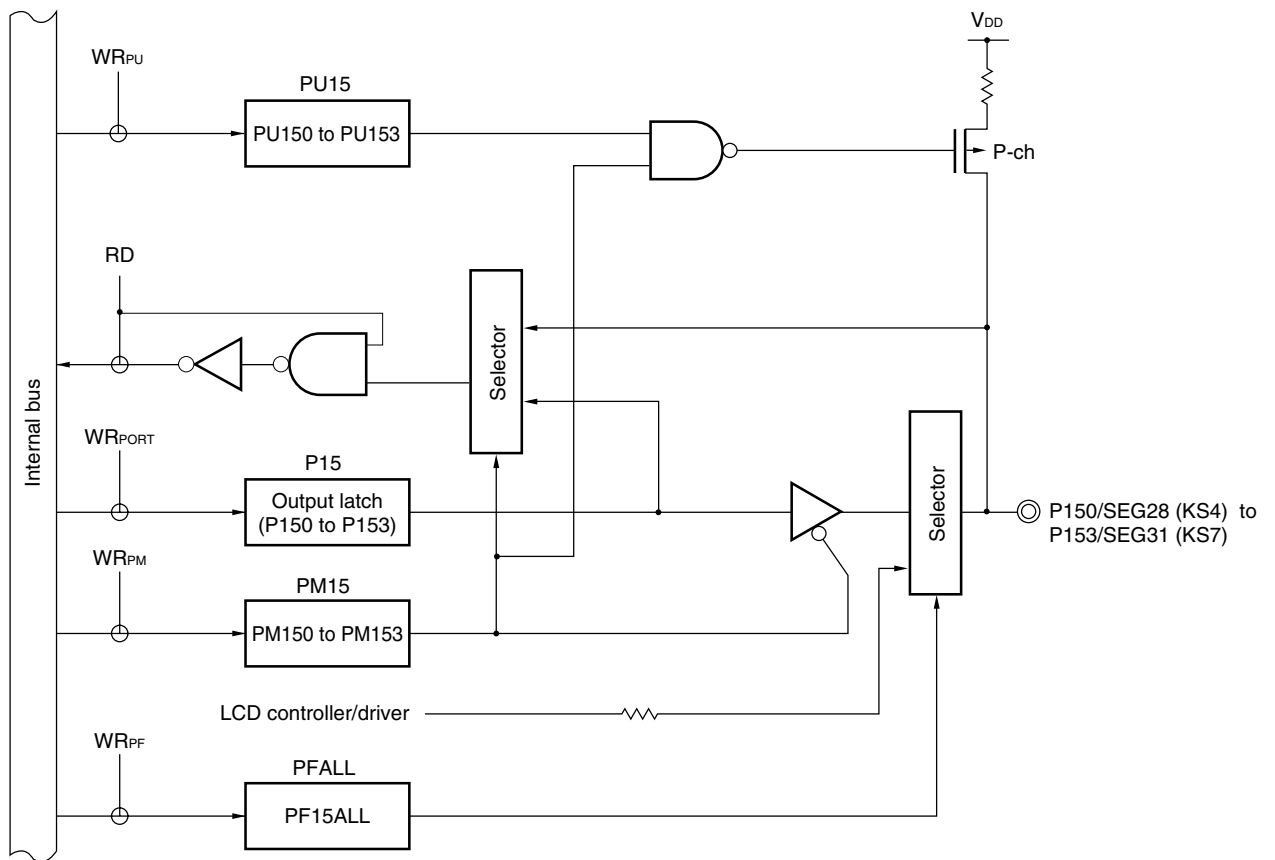 VDD
WRPU
PU15
PU150 to PU153
P-ch
RD
Selector
Internal bus
WRPORT
P15
Output latch
(P150 to P153)
Selector
P150/SEG28 (KS4) to
P153/SEG31 (KS7)
WRPM
PM15
PM150 to PM153
LCD controller/driver
WRPF
PFALL
PF15ALL